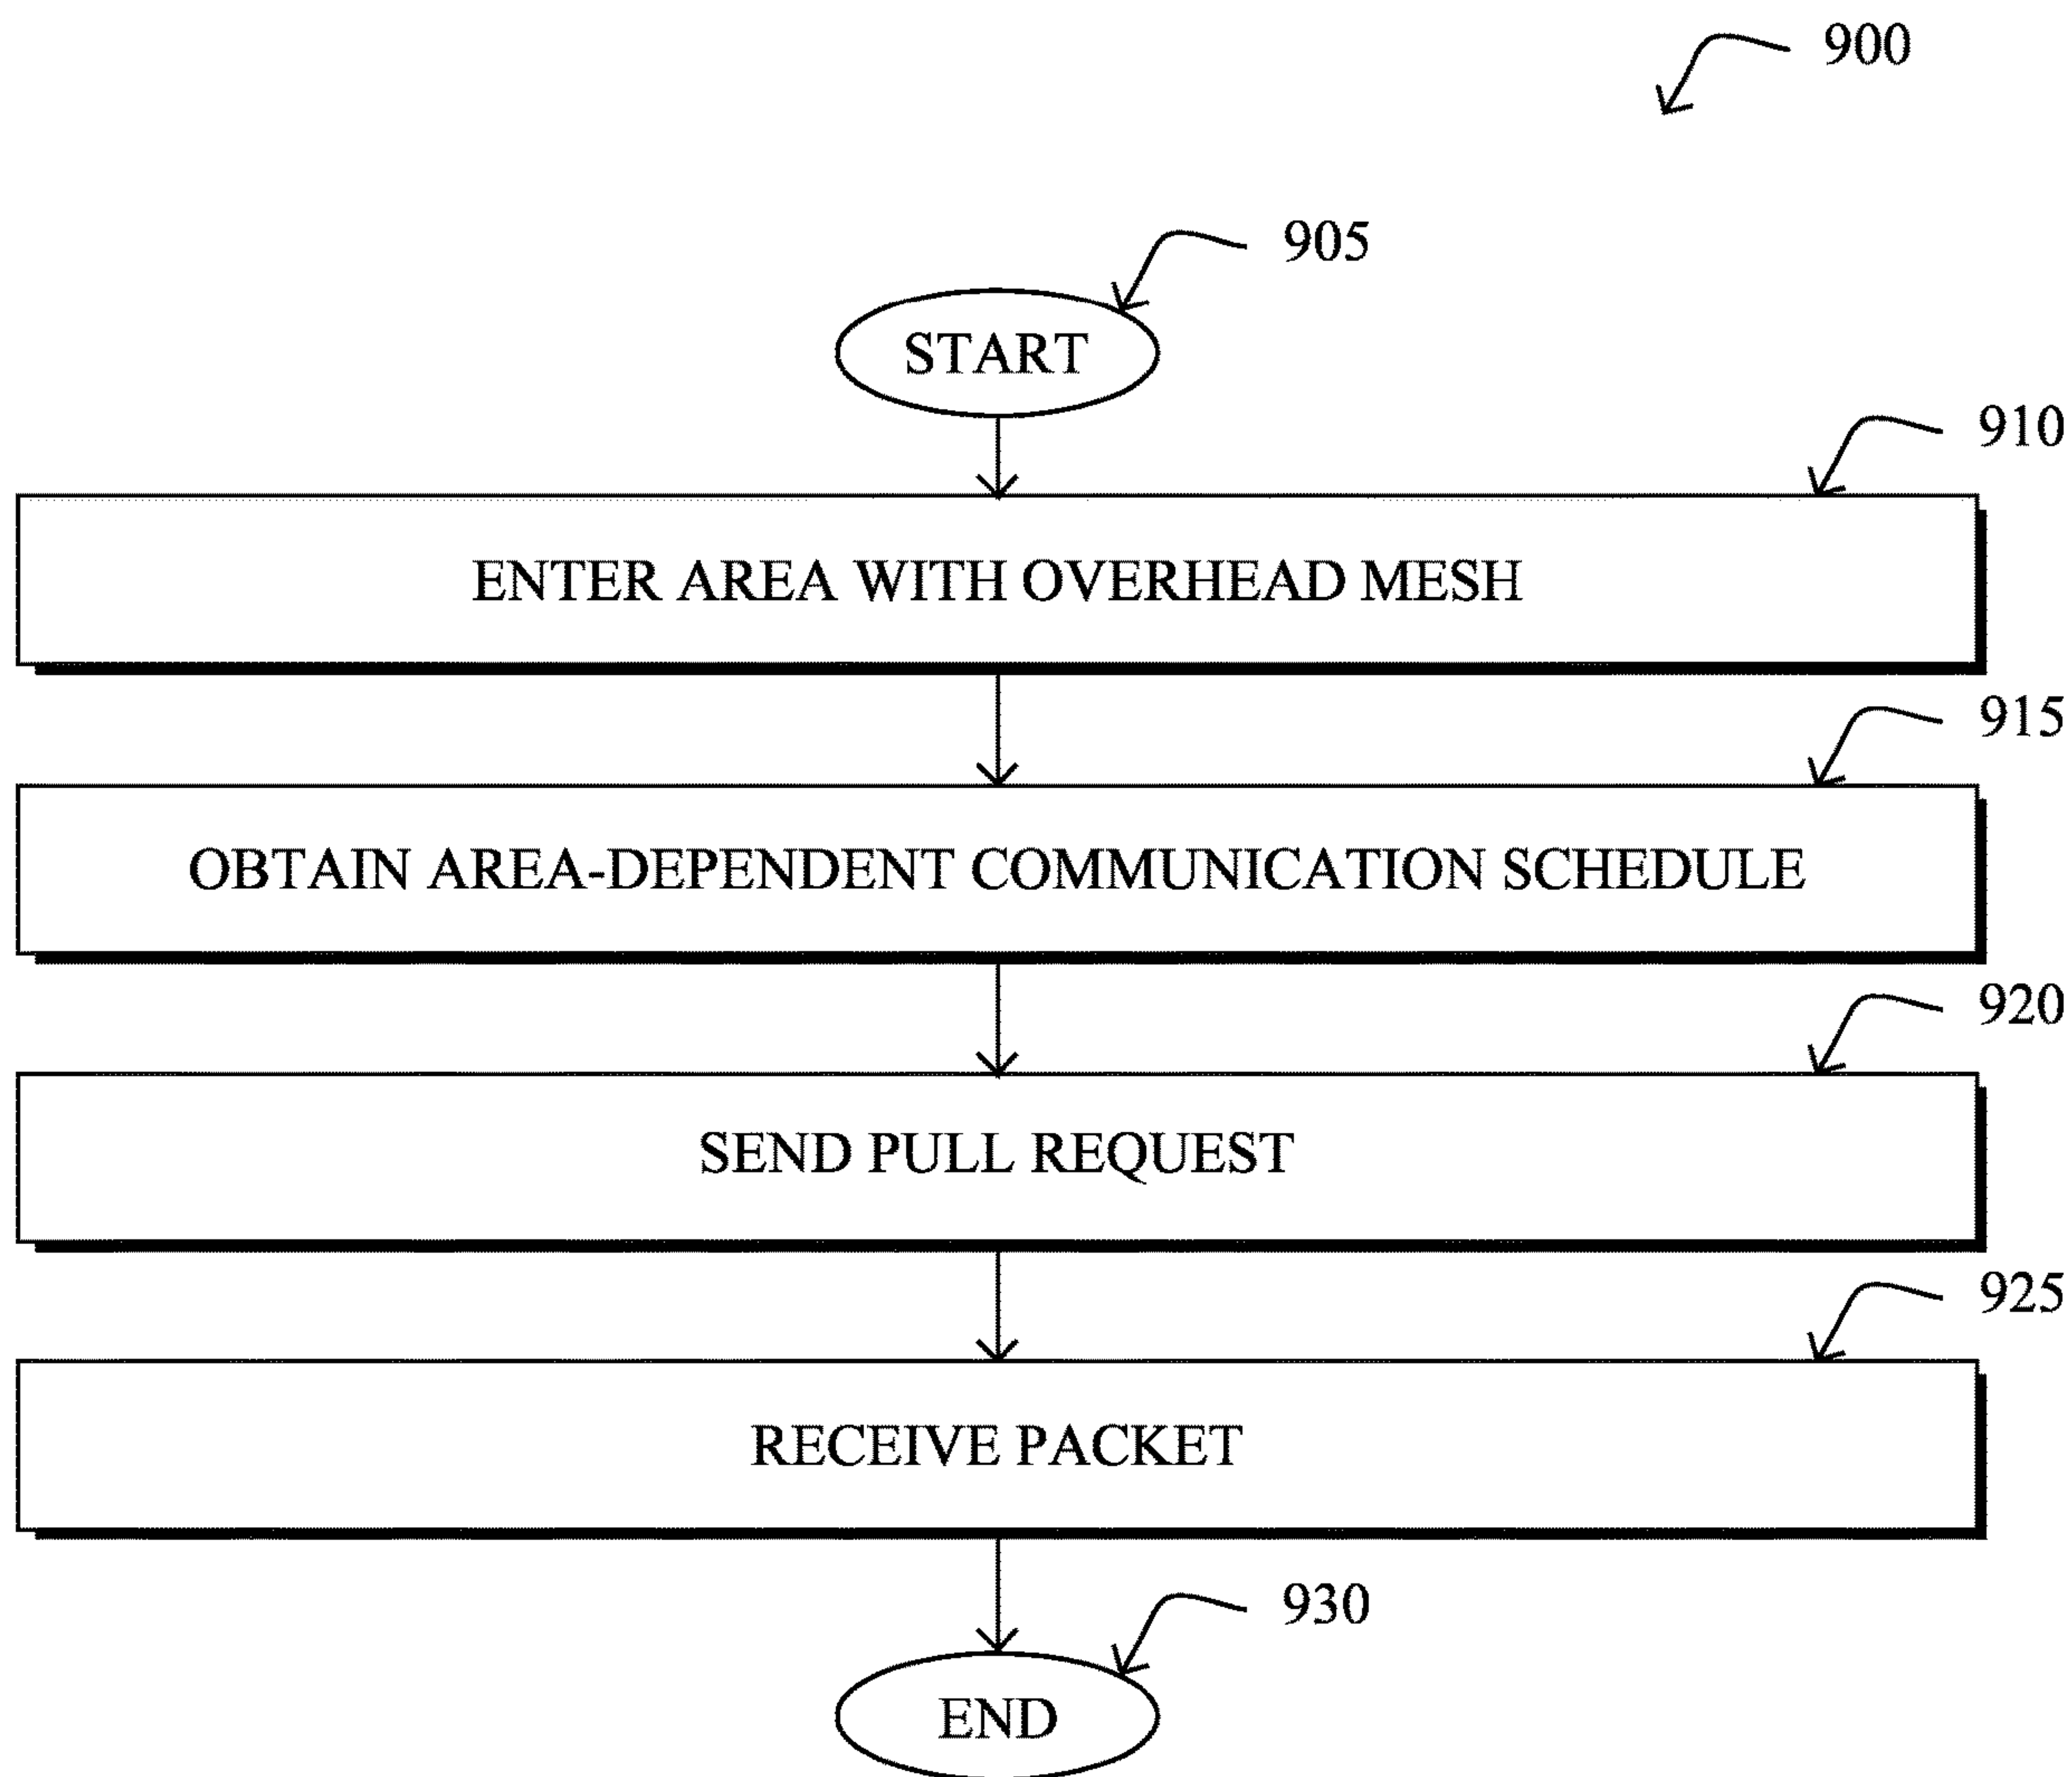 900
905
START
910
ENTER AREA WITH OVERHEAD MESH
915
OBTAIN AREA-DEPENDENT COMMUNICATION SCHEDULE
920
SEND PULL REQUEST
925
RECEIVE PACKET
930
END